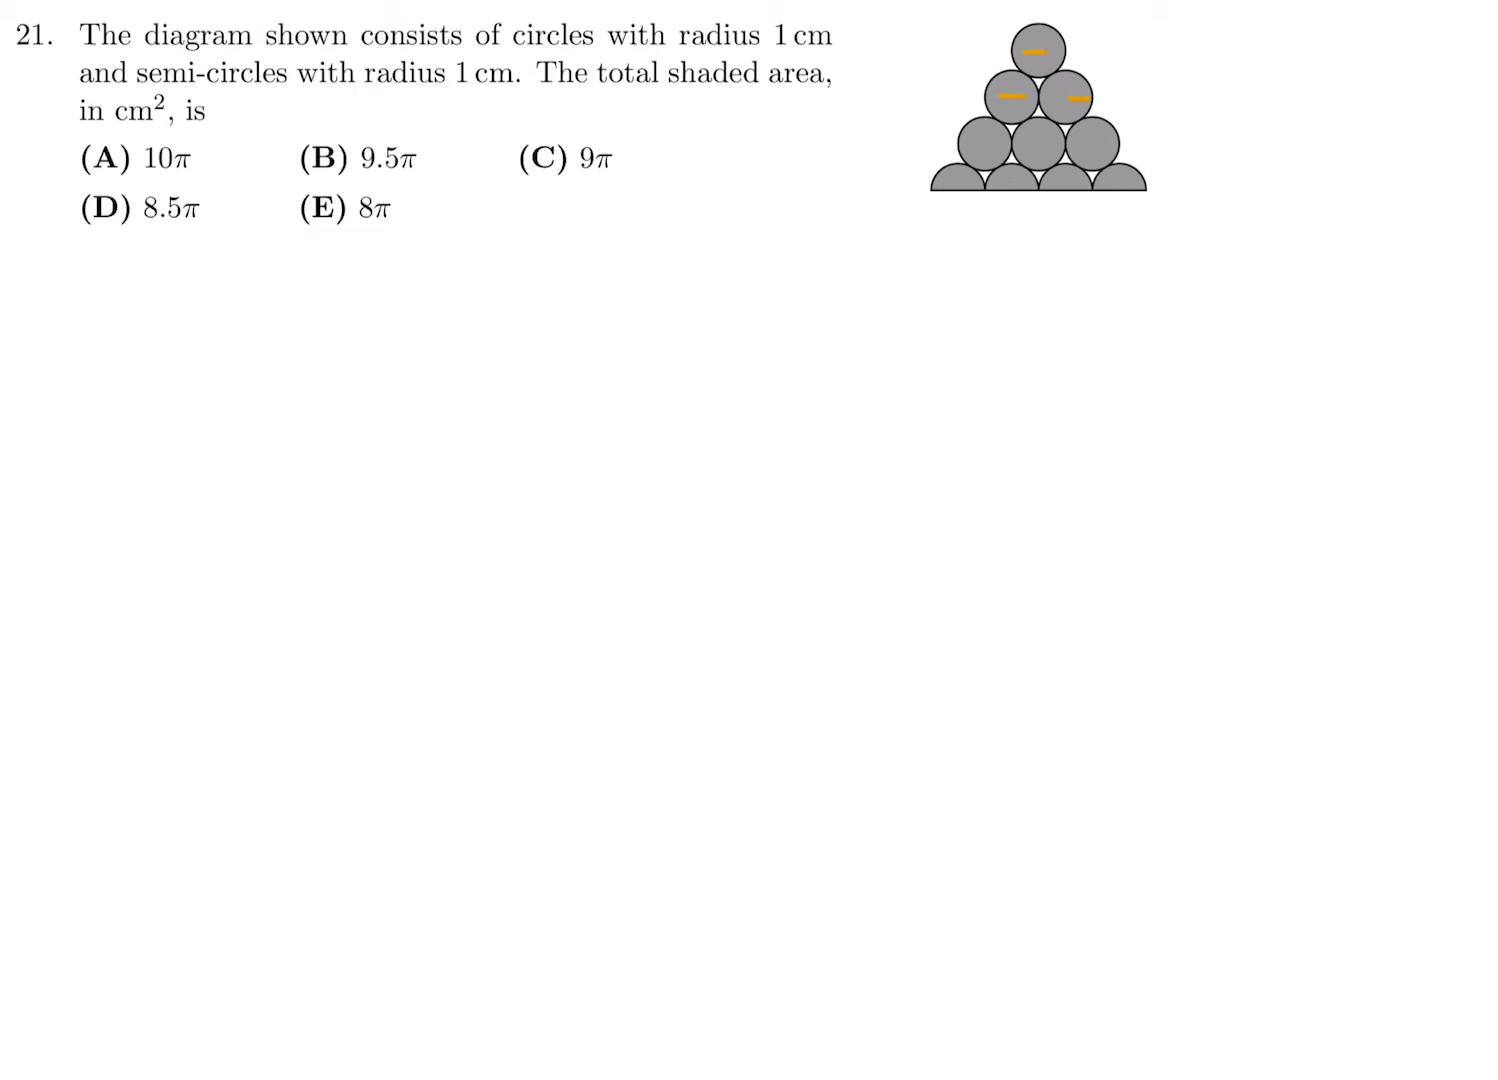 21. The diagram shown consists of circles with radius 1 cm
and semi-circles with radius 1 cm. The total shaded area,
in cm², is
(A) 10π (B) 9.5π (C) 9π
(D) 8.5π (E) 8π